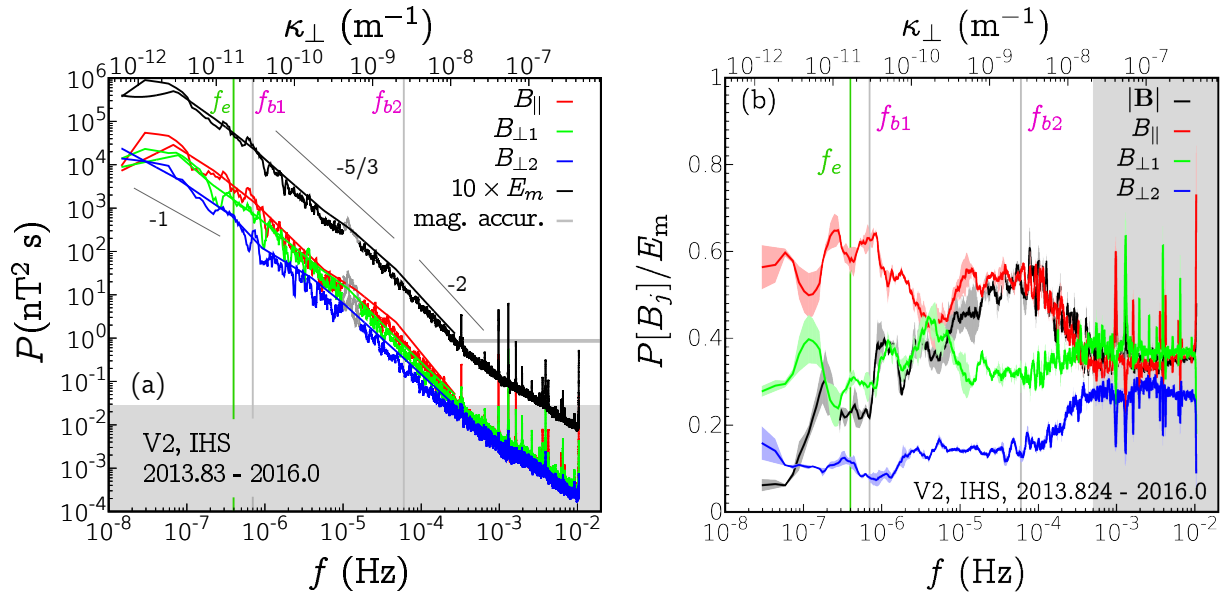 κ⊥ (m⁻¹)
10⁻¹² 10⁻¹¹ 10⁻¹⁰ 10⁻⁹ 10⁻⁸ 10⁻⁷
P(nT² s)
10⁶
10⁵
10⁴
10³
10²
10¹
10⁰
10⁻¹
10⁻²
10⁻³
10⁻⁴
fₑ f_b1 f_b2
B∥
B⊥1
B⊥2
10 × Eₘ
mag. accur.
-1
-5/3
-2
(a)
V2, IHS
2013.83 - 2016.0
10⁻⁸ 10⁻⁷ 10⁻⁶ 10⁻⁵ 10⁻⁴ 10⁻³ 10⁻²
f (Hz)
κ⊥ (m⁻¹)
10⁻¹² 10⁻¹¹ 10⁻¹⁰ 10⁻⁹ 10⁻⁸ 10⁻⁷
P[Bⱼ]/Eₘ
1
0.8
0.6
0.4
0.2
0
(b)
|B|
B∥
B⊥1
B⊥2
f_b1 f_b2
fₑ
V2, IHS, 2013.824 - 2016.0
10⁻⁸ 10⁻⁷ 10⁻⁶ 10⁻⁵ 10⁻⁴ 10⁻³ 10⁻²
f (Hz)